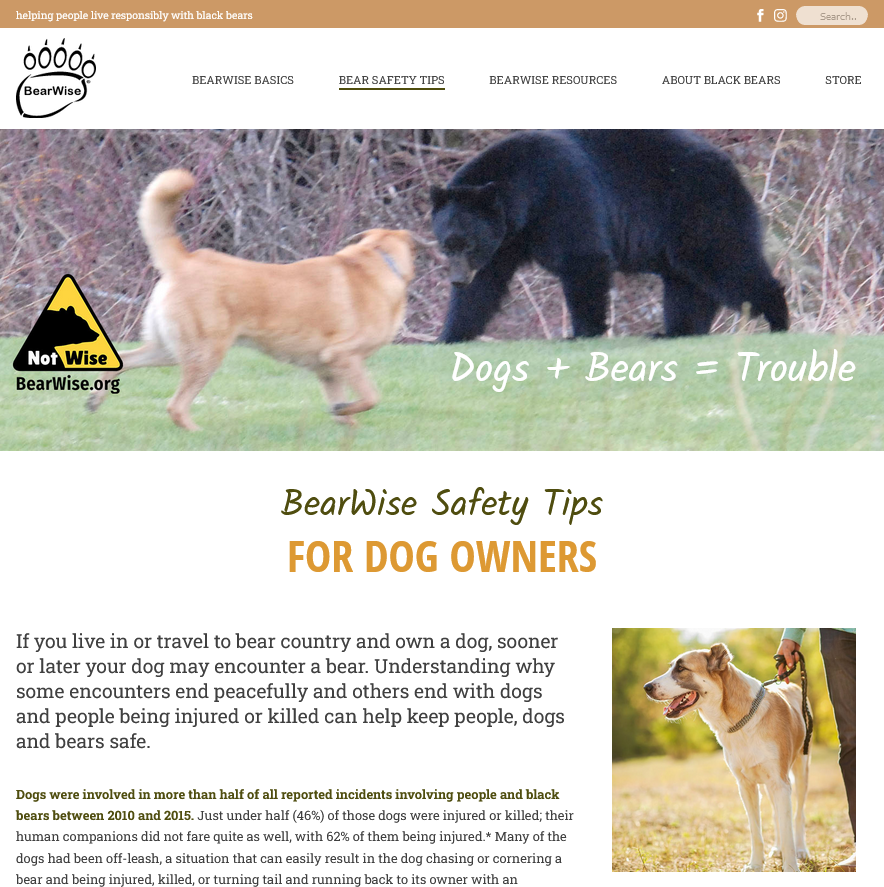 helping people live responsibly with black bears
Search..
BearWise®
BEARWISE BASICS
BEAR SAFETY TIPS
BEARWISE RESOURCES
ABOUT BLACK BEARS
STORE
Not Wise
BearWise.org
Dogs + Bears = Trouble
BearWise Safety Tips
FOR DOG OWNERS
If you live in or travel to bear country and own a dog, sooner
or later your dog may encounter a bear. Understanding why
some encounters end peacefully and others end with dogs
and people being injured or killed can help keep people, dogs
and bears safe.
Dogs were involved in more than half of all reported incidents involving people and black
bears between 2010 and 2015. Just under half (46%) of those dogs were injured or killed; their
human companions did not fare quite as well, with 62% of them being injured.* Many of the
dogs had been off-leash, a situation that can easily result in the dog chasing or cornering a
bear and being injured, killed, or turning tail and running back to its owner with an